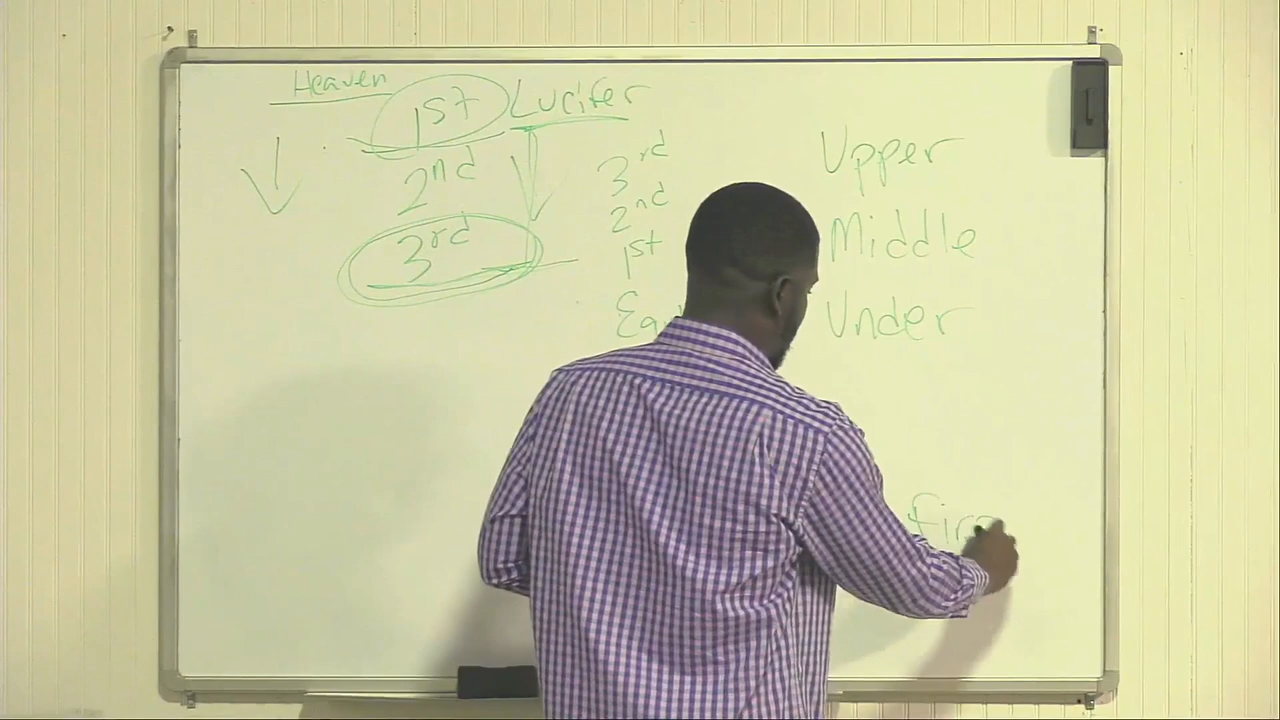 Heaven
1st Lucifer
2nd
3rd
3rd
2nd
1st
Upper
Middle
Under